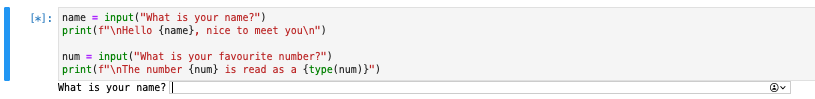 [*]: name = input("What is your name?")
print(f"\nHello {name}, nice to meet you\n")
num = input("What is your favourite number?")
print(f"\nThe number {num} is read as a {type(num)}")
What is your name?